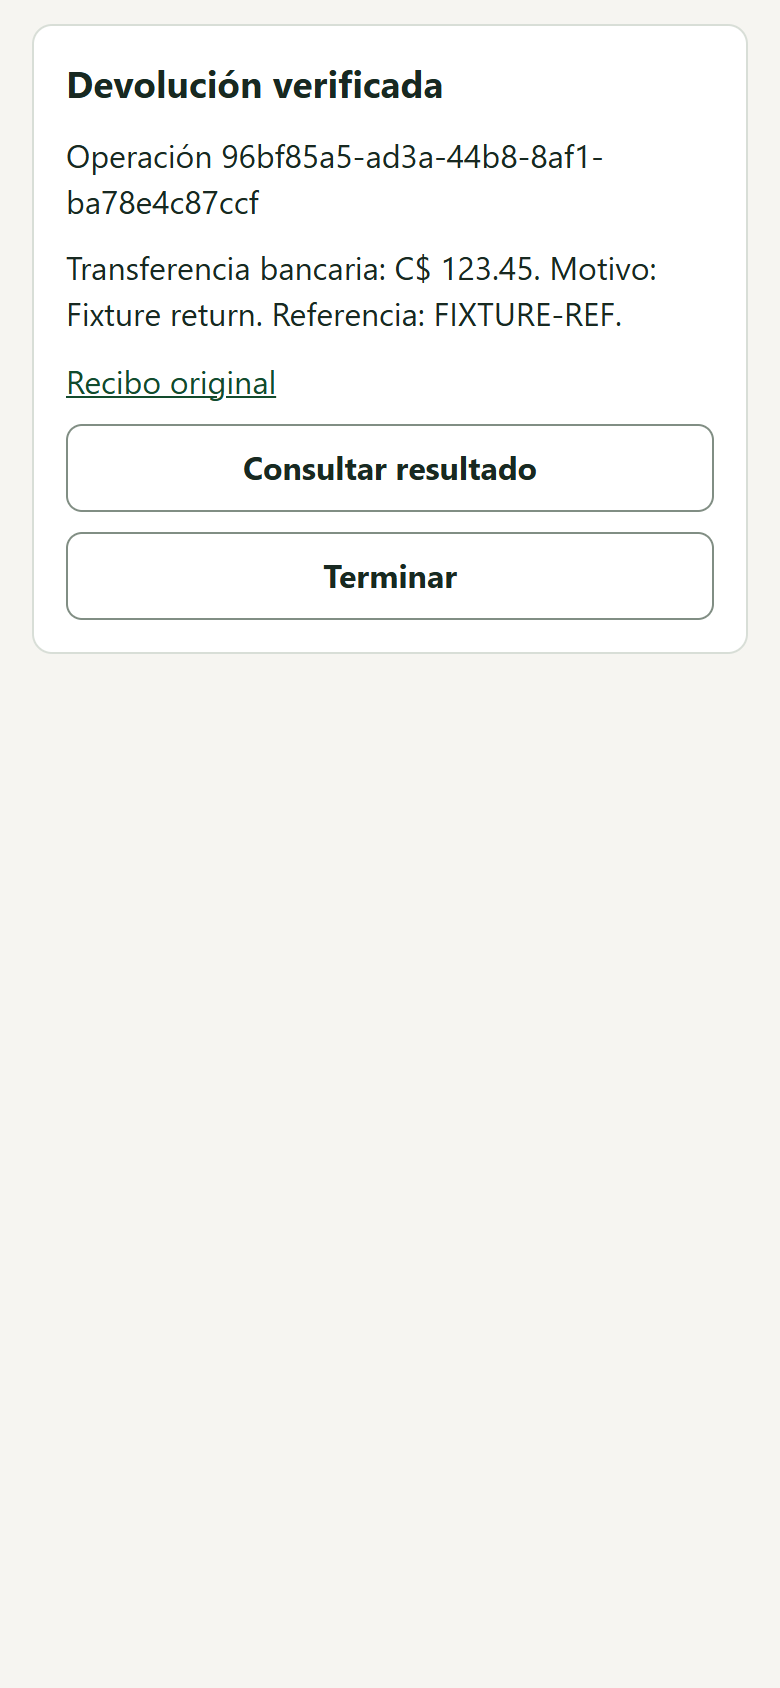 Devolución verificada
Operación 96bf85a5-ad3a-44b8-8af1-
ba78e4c87ccf
Transferencia bancaria: C$ 123.45. Motivo:
Fixture return. Referencia: FIXTURE-REF.
Recibo original
Consultar resultado
Terminar